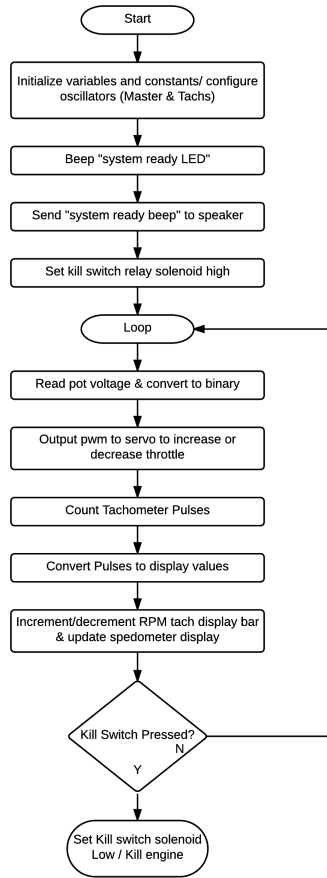 Start
Initialize variables and constants/ configure
oscillators (Master & Tachs)
Beep "system ready LED"
Send "system ready beep" to speaker
Set kill switch relay solenoid high
Loop
Read pot voltage & convert to binary
Output pwm to servo to increase or
decrease throttle
Count Tachometer Pulses
Convert Pulses to display values
Increment/decrement RPM tach display bar
& update spedometer display
Kill Switch Pressed?
N
Y
Set Kill switch solenoid
Low / Kill engine